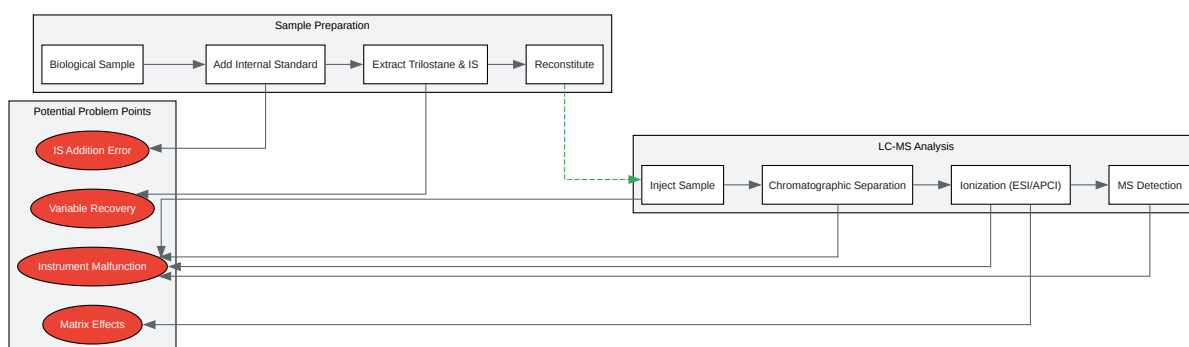 Sample Preparation
Biological Sample
Add Internal Standard
Extract Trilostane & IS
Reconstitute
Potential Problem Points
IS Addition Error
Variable Recovery
Instrument Malfunction
Matrix Effects
LC-MS Analysis
Inject Sample
Chromatographic Separation
Ionization (ESI/APCI)
MS Detection